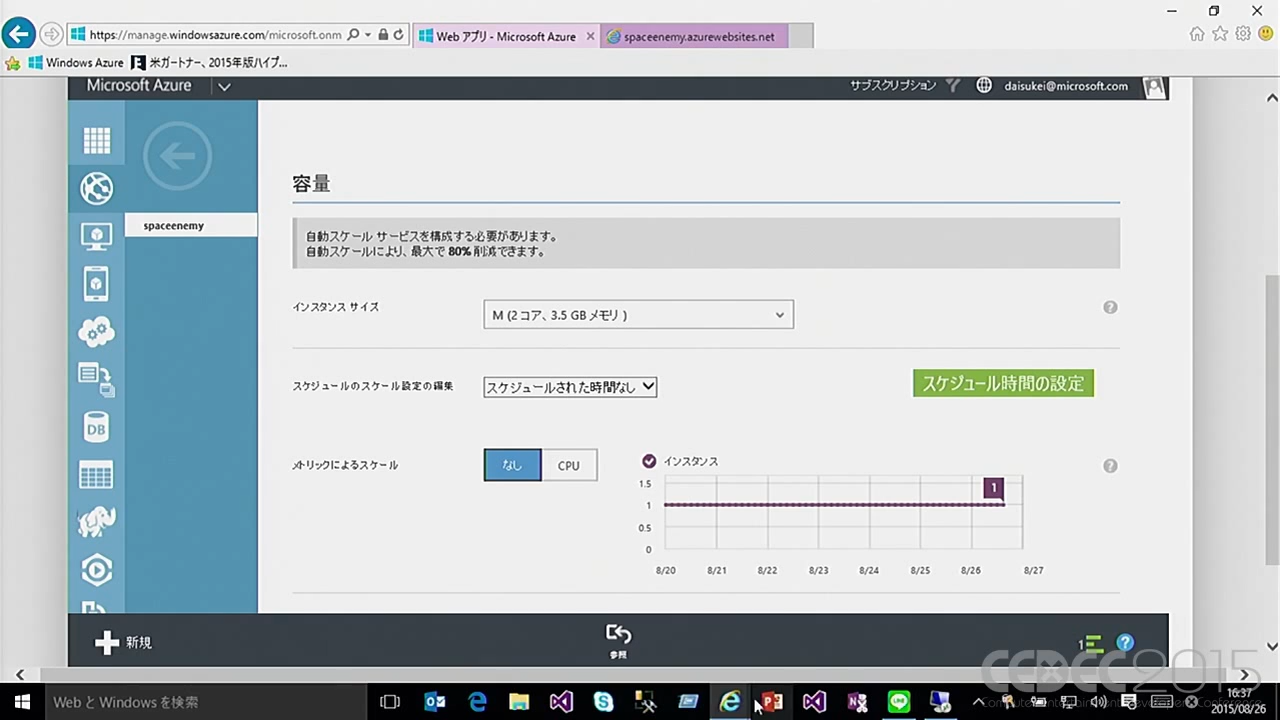 https://manage.windowsazure.com/microsoft.onm
Web アプリ - Microsoft Azure
spaceenemy.azurewebsites.net
Windows Azure
米ガートナー、2015年版ハイプ...
Microsoft Azure
サブスクリプション
daisukei@microsoft.com
spaceenemy
容量
自動スケール サービスを構成する必要があります。
自動スケールにより、最大で 80% 削減できます。
インスタンス サイズ
M (2 コア、3.5 GB メモリ )
?
スケジュールのスケール設定の編集
スケジュールされた時間なし
スケジュール時間の設定
メトリックによるスケール
なし
CPU
インスタンス
?
1.5
1
0.5
0
1
8/20
8/21
8/22
8/23
8/24
8/25
8/26
8/27
DB
新規
参照
1
?
CEDEC2015
Computer Entertainment Developers Conference
Web と Windows を検索
16:37
2015/08/26